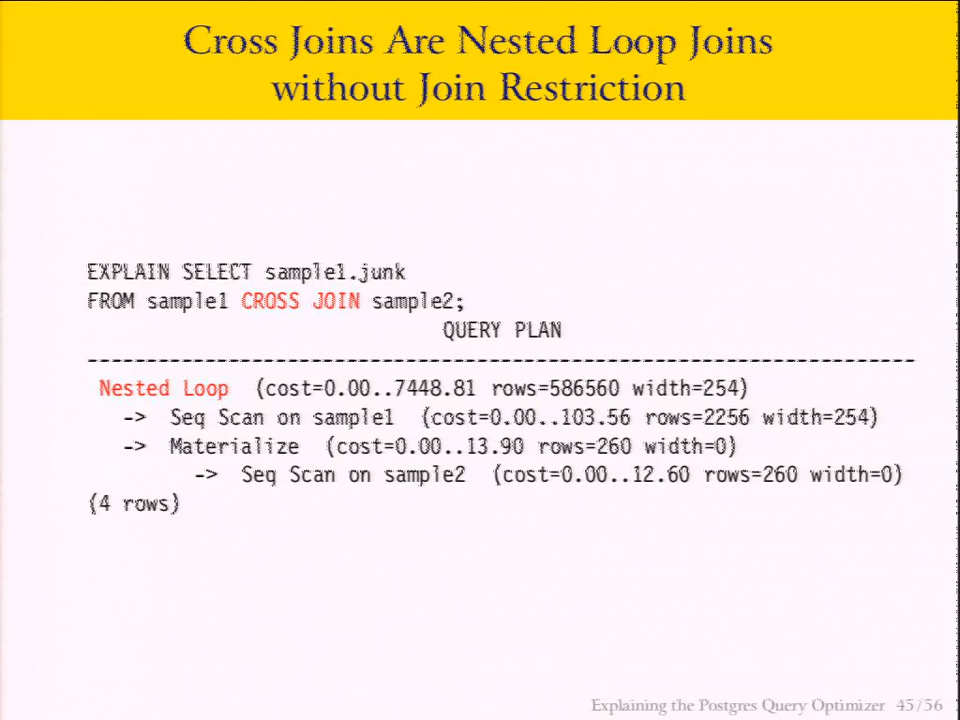 Cross Joins Are Nested Loop Joins
without Join Restriction
EXPLAIN SELECT sample1.junk
FROM sample1 CROSS JOIN sample2;
QUERY PLAN
----------------------------------------------------------------------
Nested Loop (cost=0.00..7448.81 rows=586560 width=254)
-> Seq Scan on sample1 (cost=0.00..103.56 rows=2256 width=254)
-> Materialize (cost=0.00..13.90 rows=260 width=0)
-> Seq Scan on sample2 (cost=0.00..12.60 rows=260 width=0)
(4 rows)
Explaining the Postgres Query Optimizer 45/56